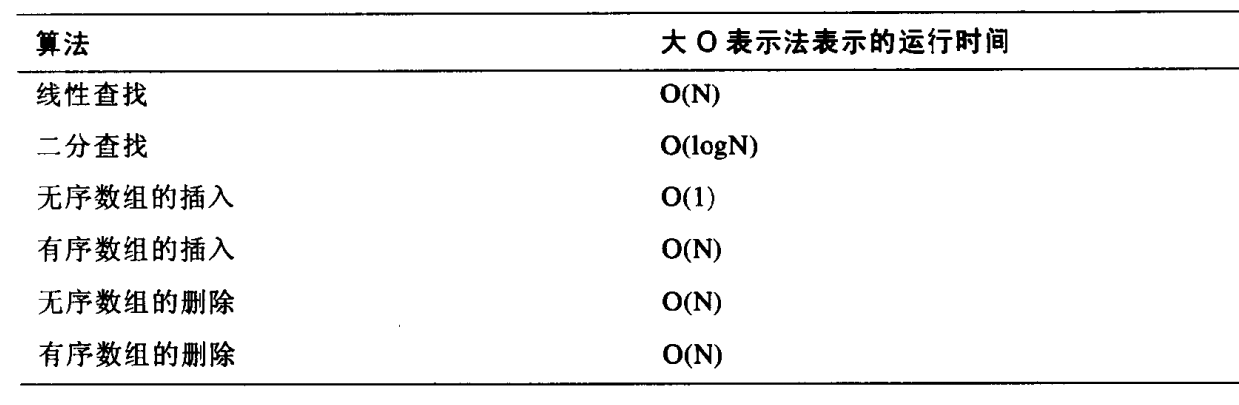 算法 大 O 表示法表示的运行时间
线性查找 O(N)
二分查找 O(logN)
无序数组的插入 O(1)
有序数组的插入 O(N)
无序数组的删除 O(N)
有序数组的删除 O(N)